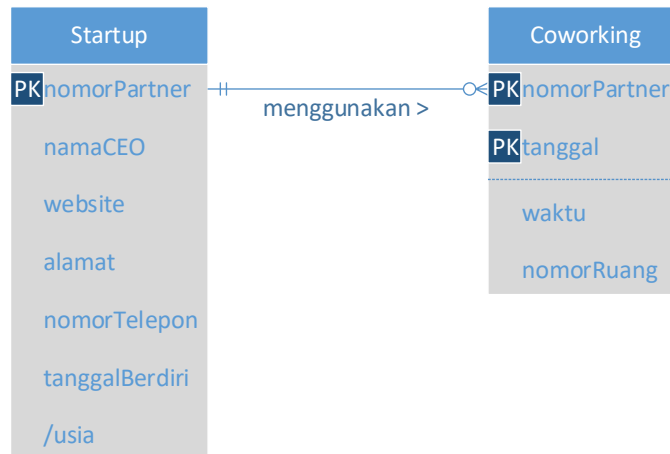 Startup
PK nomorPartner
namaCEO
website
alamat
nomorTelepon
tanggalBerdiri
/usia
menggunakan >
Coworking
PK nomorPartner
PK tanggal
waktu
nomorRuang